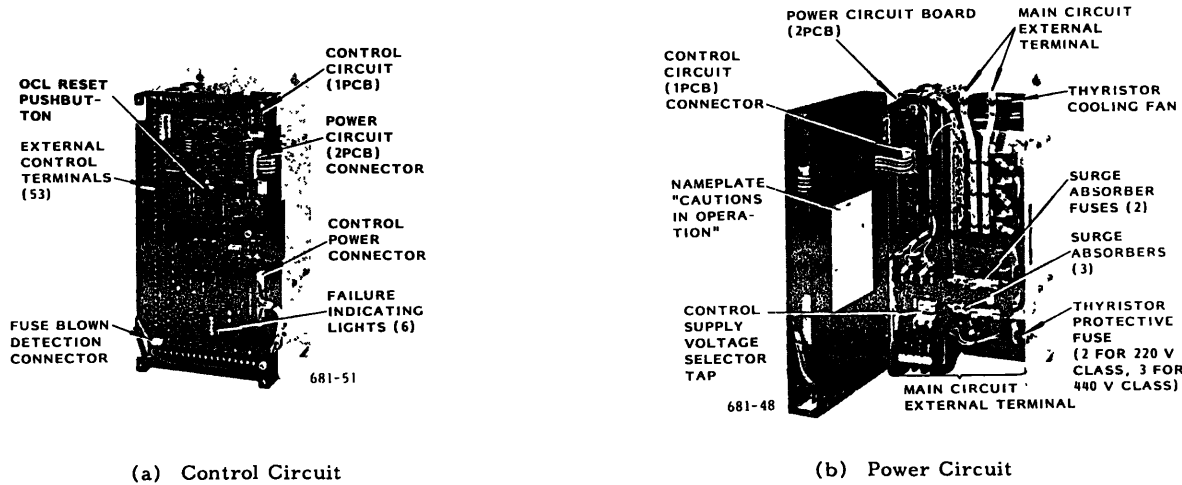 CONTROL
CIRCUIT
(1PCB)
OCL RESET
PUSHBUT-
TON
POWER
CIRCUIT
(2PCB)
CONNECTOR
EXTERNAL
CONTROL
TERMINALS
(53)
CONTROL
POWER
CONNECTOR
FAILURE
INDICATING
LIGHTS (6)
FUSE BLOWN
DETECTION
CONNECTOR
681-51
(a) Control Circuit
POWER CIRCUIT BOARD
(2PCB)
MAIN CIRCUIT
EXTERNAL
TERMINAL
CONTROL
CIRCUIT
(1PCB)
CONNECTOR
THYRISTOR
COOLING FAN
NAMEPLATE
"CAUTIONS
IN OPERA-
TION"
SURGE
ABSORBER
FUSES (2)
SURGE
ABSORBERS
(3)
CONTROL
SUPPLY
VOLTAGE
SELECTOR
TAP
THYRISTOR
PROTECTIVE
FUSE
(2 FOR 220 V
CLASS, 3 FOR
440 V CLASS)
MAIN CIRCUIT
EXTERNAL TERMINAL
681-48
(b) Power Circuit